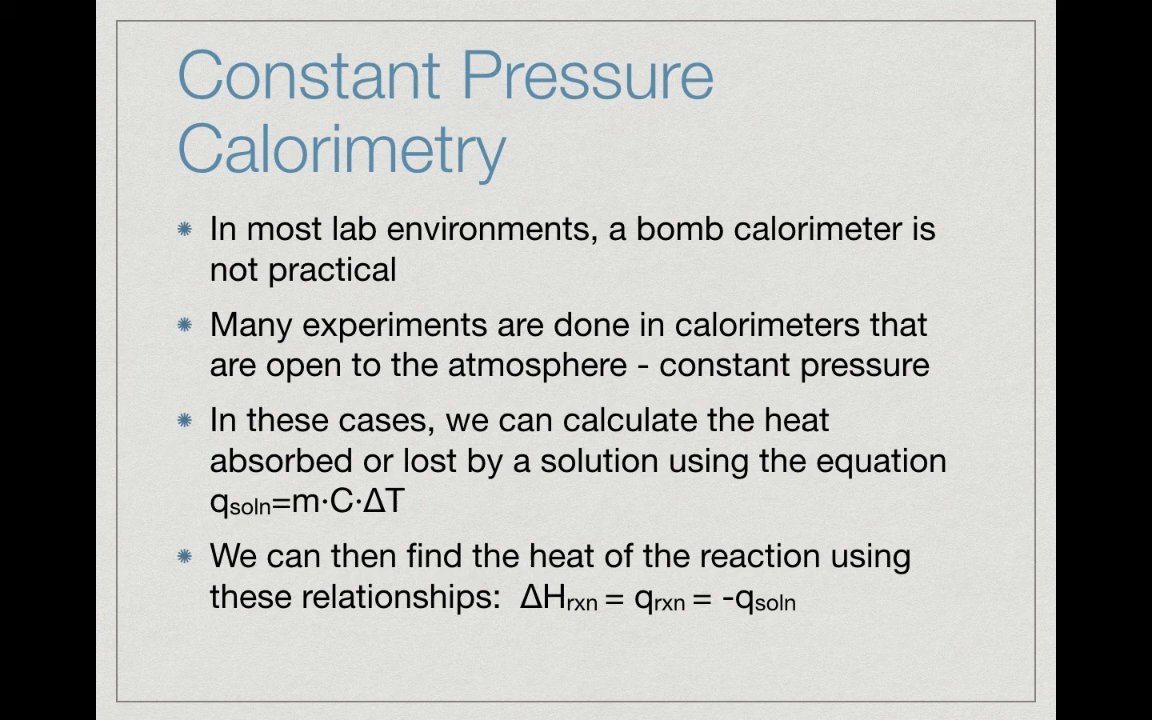 Constant Pressure
Calorimetry
In most lab environments, a bomb calorimeter is
not practical
Many experiments are done in calorimeters that
are open to the atmosphere - constant pressure
In these cases, we can calculate the heat
absorbed or lost by a solution using the equation
qsoln=m·C·ΔT
We can then find the heat of the reaction using
these relationships:  ΔHrxn = qrxn = -qsoln